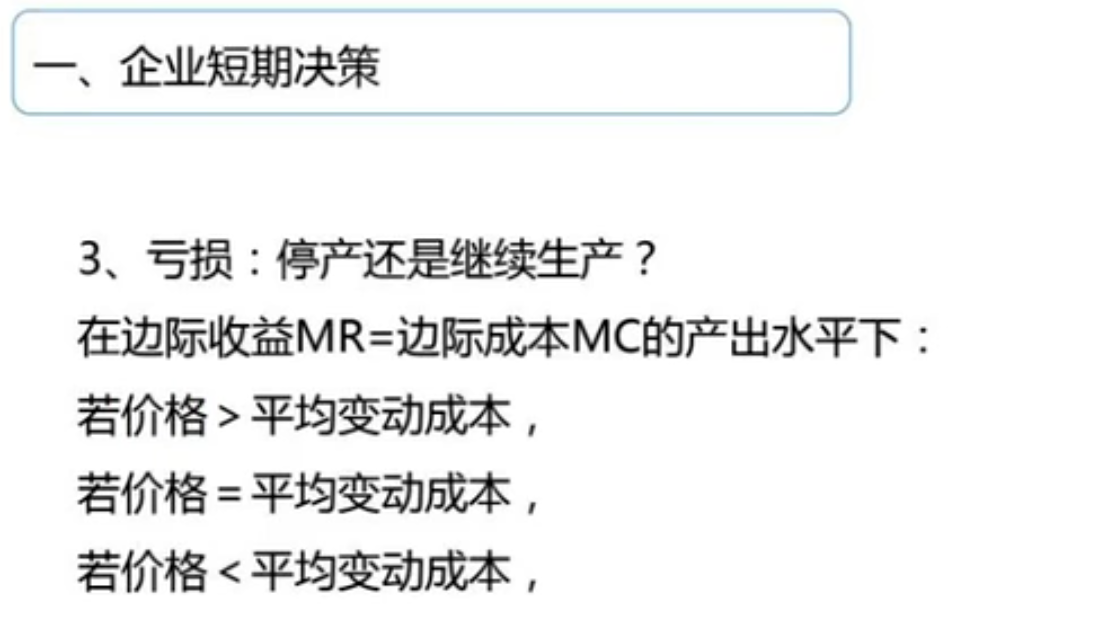 一、企业短期决策
3、亏损：停产还是继续生产？
在边际收益MR=边际成本MC的产出水平下：
若价格＞平均变动成本，
若价格＝平均变动成本，
若价格＜平均变动成本，